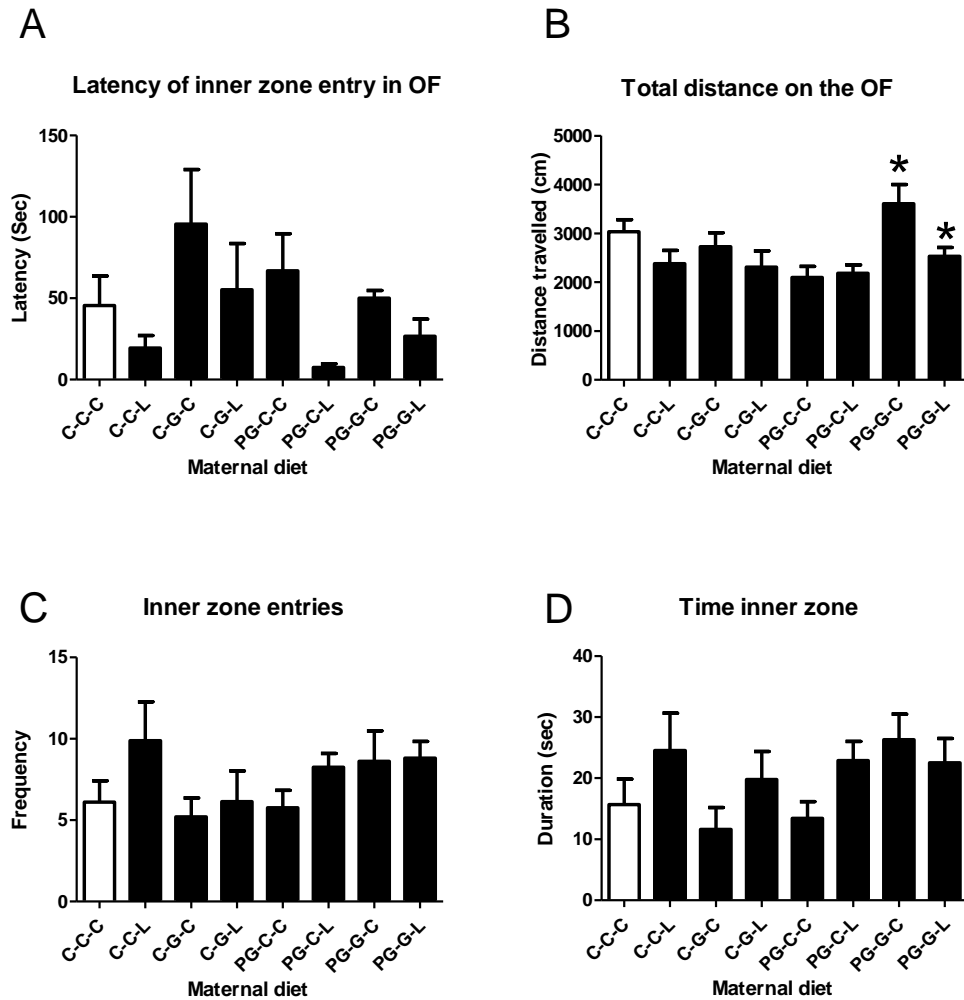 A
Latency of inner zone entry in OF
150
100
50
0
Latency (Sec)
C-C-C
C-C-L
C-G-C
C-G-L
PG-C-C
PG-C-L
PG-G-C
PG-G-L
Maternal diet
B
Total distance on the OF
5000
4000
3000
2000
1000
0
Distance travelled (cm)
*
*
C-C-C
C-C-L
C-G-C
C-G-L
PG-C-C
PG-C-L
PG-G-C
PG-G-L
Maternal diet
C
Inner zone entries
15
10
5
0
Frequency
C-C-C
C-C-L
C-G-C
C-G-L
PG-C-C
PG-C-L
PG-G-C
PG-G-L
Maternal diet
D
Time inner zone
40
30
20
10
0
Duration (sec)
C-C-C
C-C-L
C-G-C
C-G-L
PG-C-C
PG-C-L
PG-G-C
PG-G-L
Maternal diet